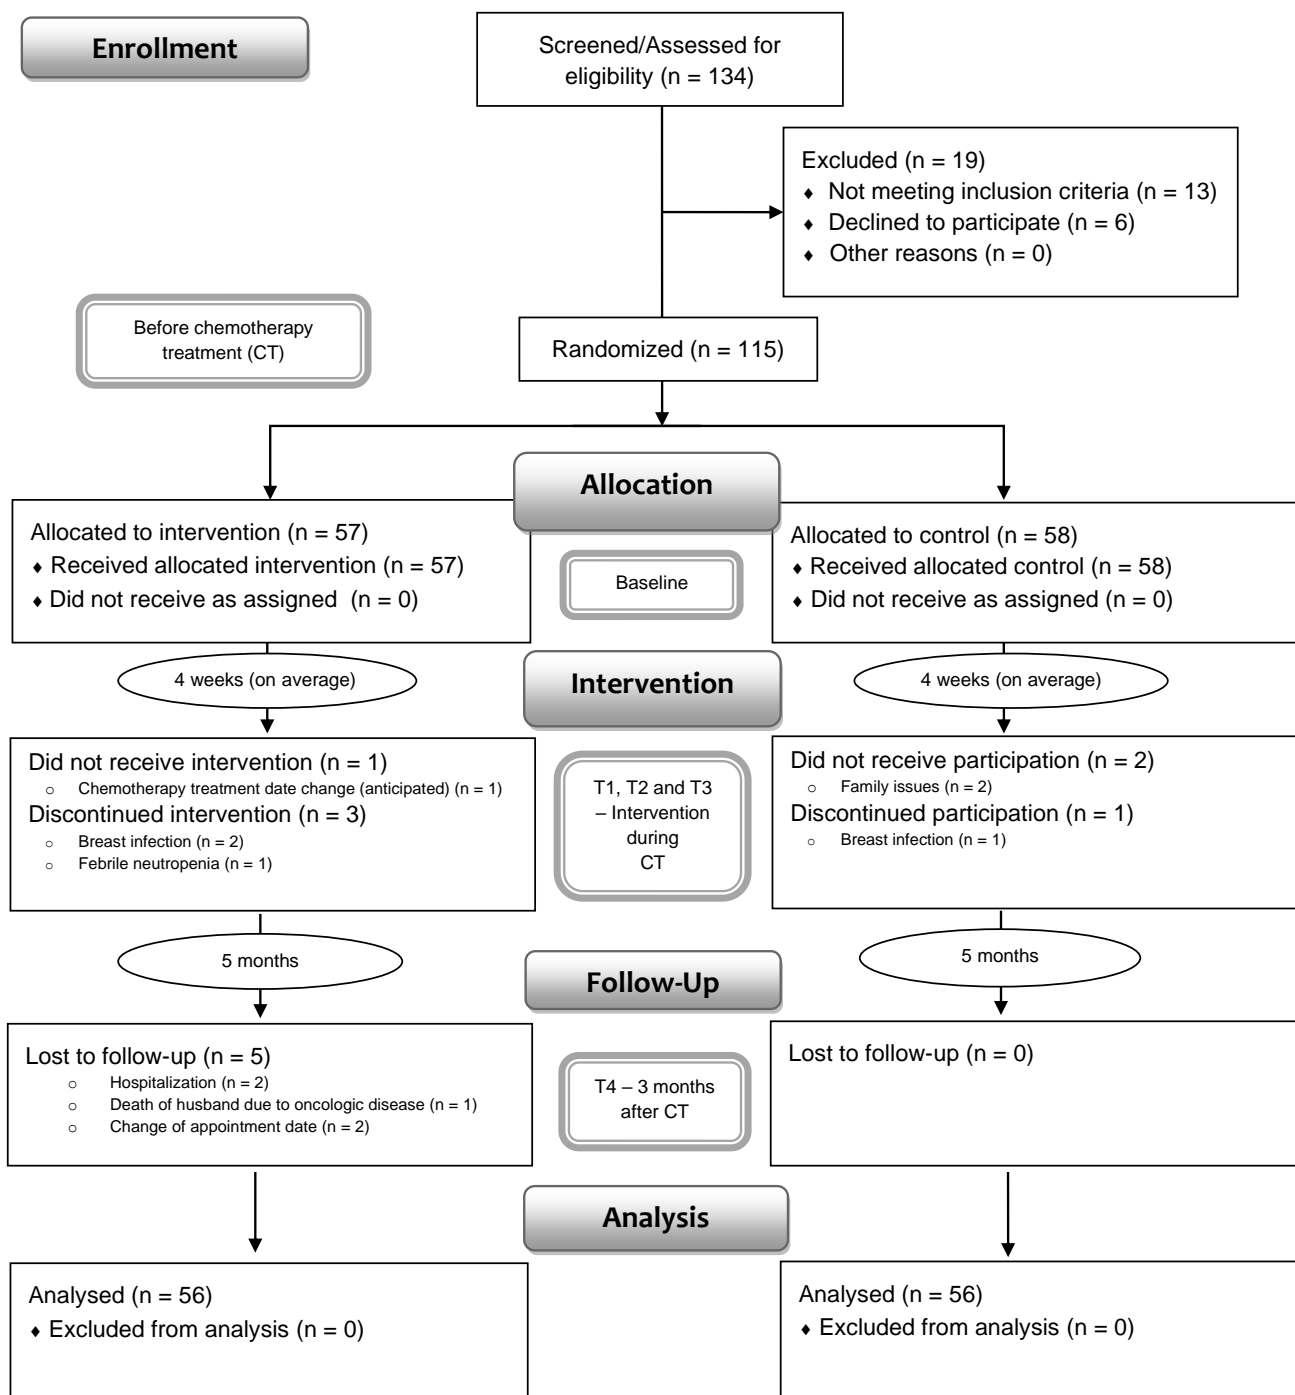 Enrollment
Screened/Assessed for
eligibility (n = 134)
Excluded (n = 19)
♦ Not meeting inclusion criteria (n = 13)
♦ Declined to participate (n = 6)
♦ Other reasons (n = 0)
Before chemotherapy
treatment (CT)
Randomized (n = 115)
Allocation
Allocated to intervention (n = 57)
♦ Received allocated intervention (n = 57)
♦ Did not receive as assigned (n = 0)
Baseline
Allocated to control (n = 58)
♦ Received allocated control (n = 58)
♦ Did not receive as assigned (n = 0)
4 weeks (on average)
Intervention
4 weeks (on average)
Did not receive intervention (n = 1)
○ Chemotherapy treatment date change (anticipated) (n = 1)
Discontinued intervention (n = 3)
○ Breast infection (n = 2)
○ Febrile neutropenia (n = 1)
T1, T2 and T3
– Intervention
during
CT
Did not receive participation (n = 2)
○ Family issues (n = 2)
Discontinued participation (n = 1)
○ Breast infection (n = 1)
5 months
Follow-Up
5 months
Lost to follow-up (n = 5)
○ Hospitalization (n = 2)
○ Death of husband due to oncologic disease (n = 1)
○ Change of appointment date (n = 2)
T4 – 3 months
after CT
Lost to follow-up (n = 0)
Analysis
Analysed (n = 56)
♦ Excluded from analysis (n = 0)
Analysed (n = 56)
♦ Excluded from analysis (n = 0)